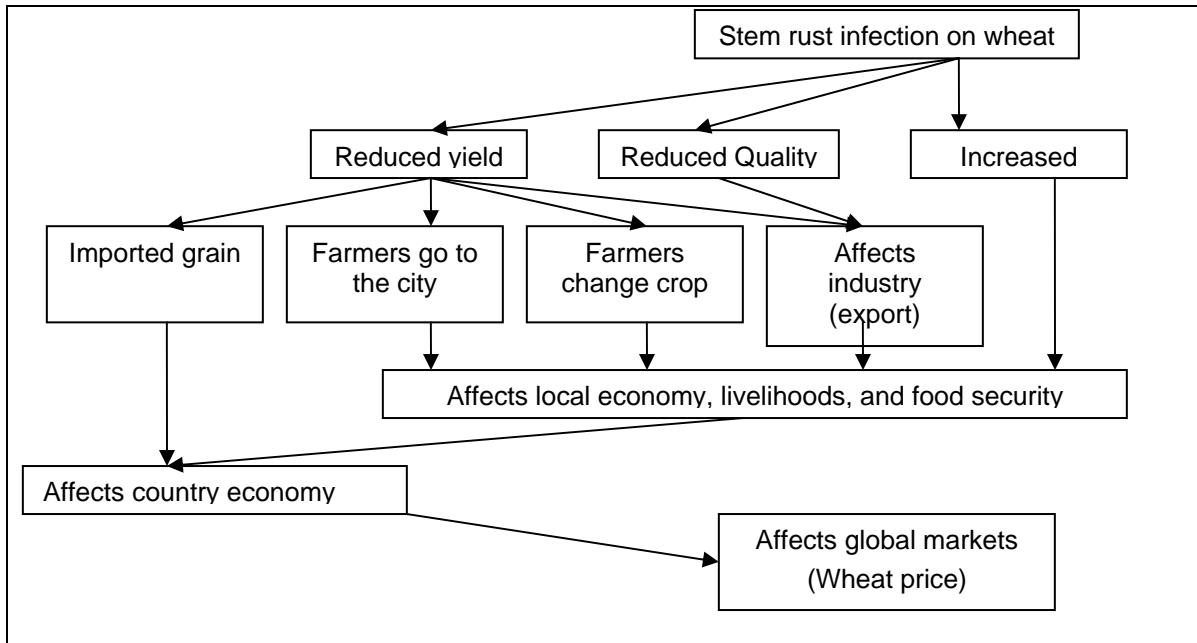 Stem rust infection on wheat
Reduced yield
Reduced Quality
Increased
Imported grain
Farmers go to
the city
Farmers
change crop
Affects
industry
(export)
Affects local economy, livelihoods, and food security
Affects country economy
Affects global markets
(Wheat price)